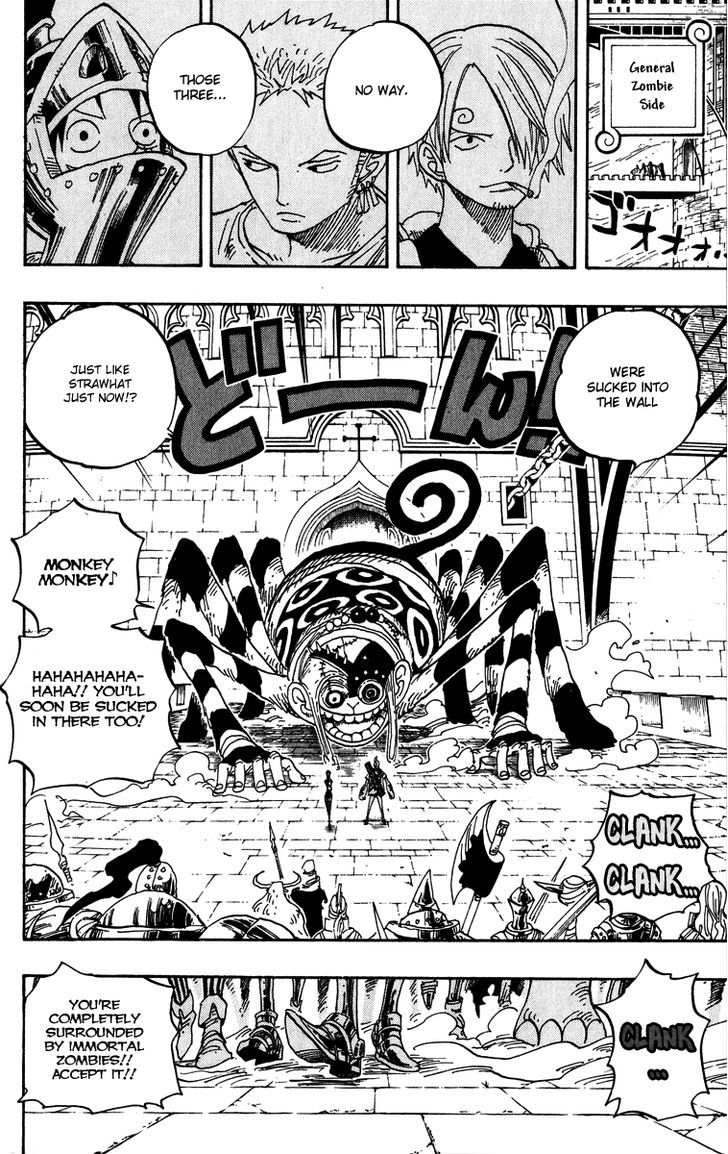 General
Zombie
Side
ゴオオオ...
NO WAY.
THOSE
THREE...
WERE
SUCKED INTO
THE WALL
JUST LIKE
STRAWHAT
JUST NOW!?
どーん!
MONKEY
MONKEY♪
HAHAHAHAHA-
HAHA!! YOU'LL
SOON BE SUCKED
IN THERE TOO!
CLANK...
CLANK...
CLANK
...
YOU'RE
COMPLETELY
SURROUNDED
BY IMMORTAL
ZOMBIES!!
ACCEPT IT!!